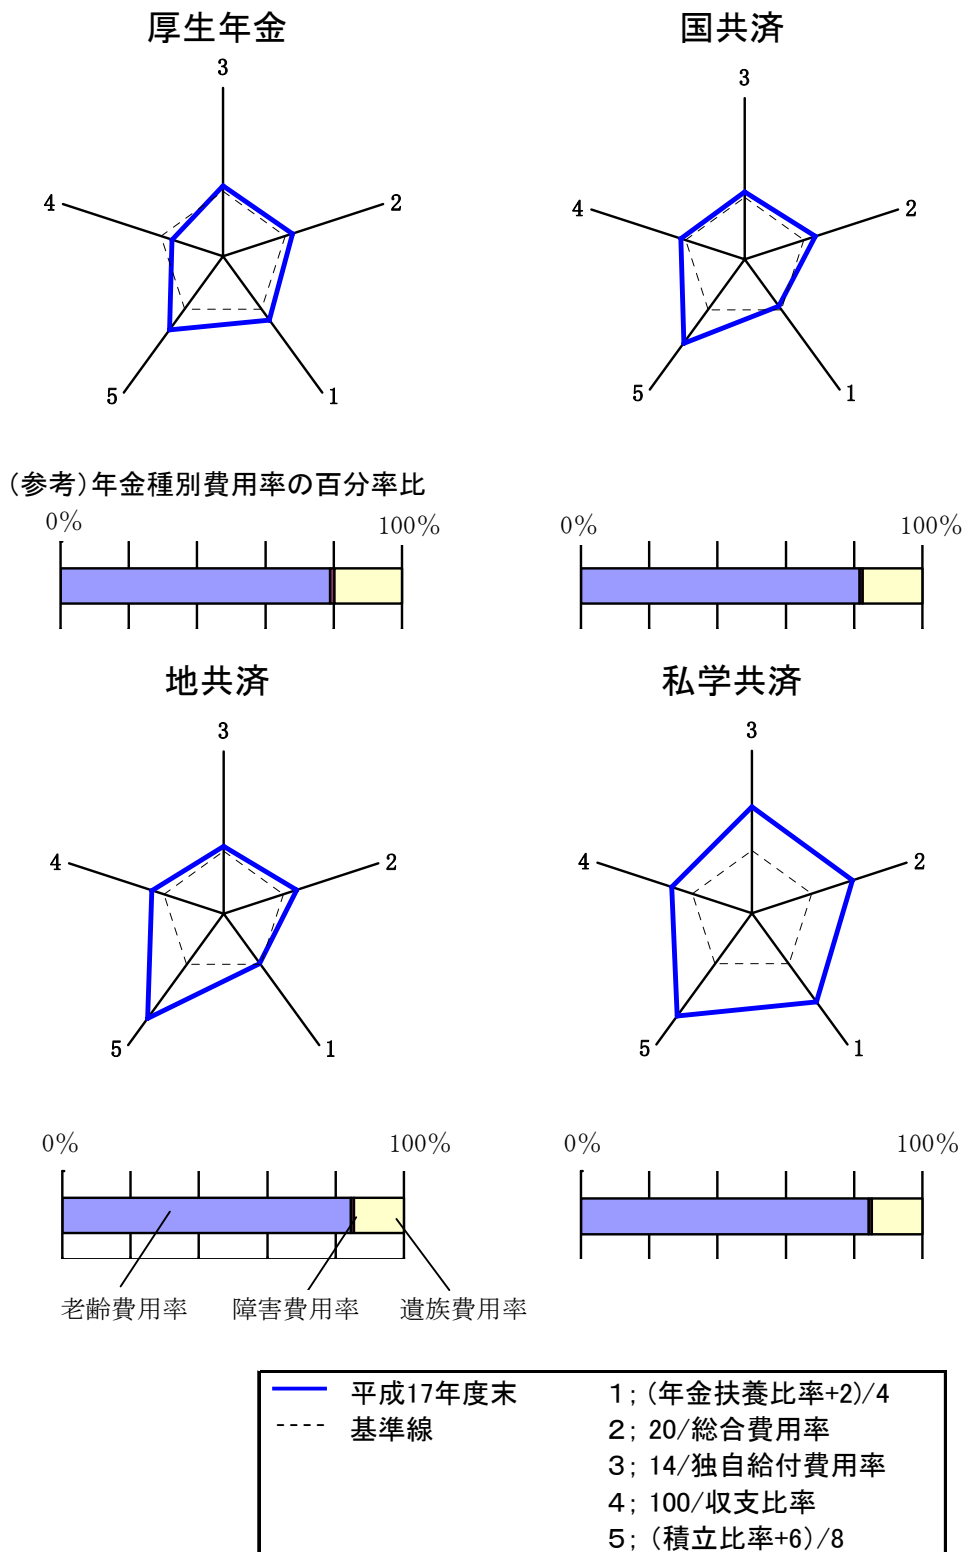 厚生年金
国共済
3
4
2
5
1
3
4
2
5
1
(参考)年金種別費用率の百分率比
0%
100%
0%
100%
地共済
私学共済
3
4
2
5
1
3
4
2
5
1
0%
100%
0%
100%
老齢費用率
障害費用率
遺族費用率
平成17年度末
基準線
1; (年金扶養比率+2)/4
2; 20/総合費用率
3; 14/独自給付費用率
4; 100/収支比率
5; (積立比率+6)/8